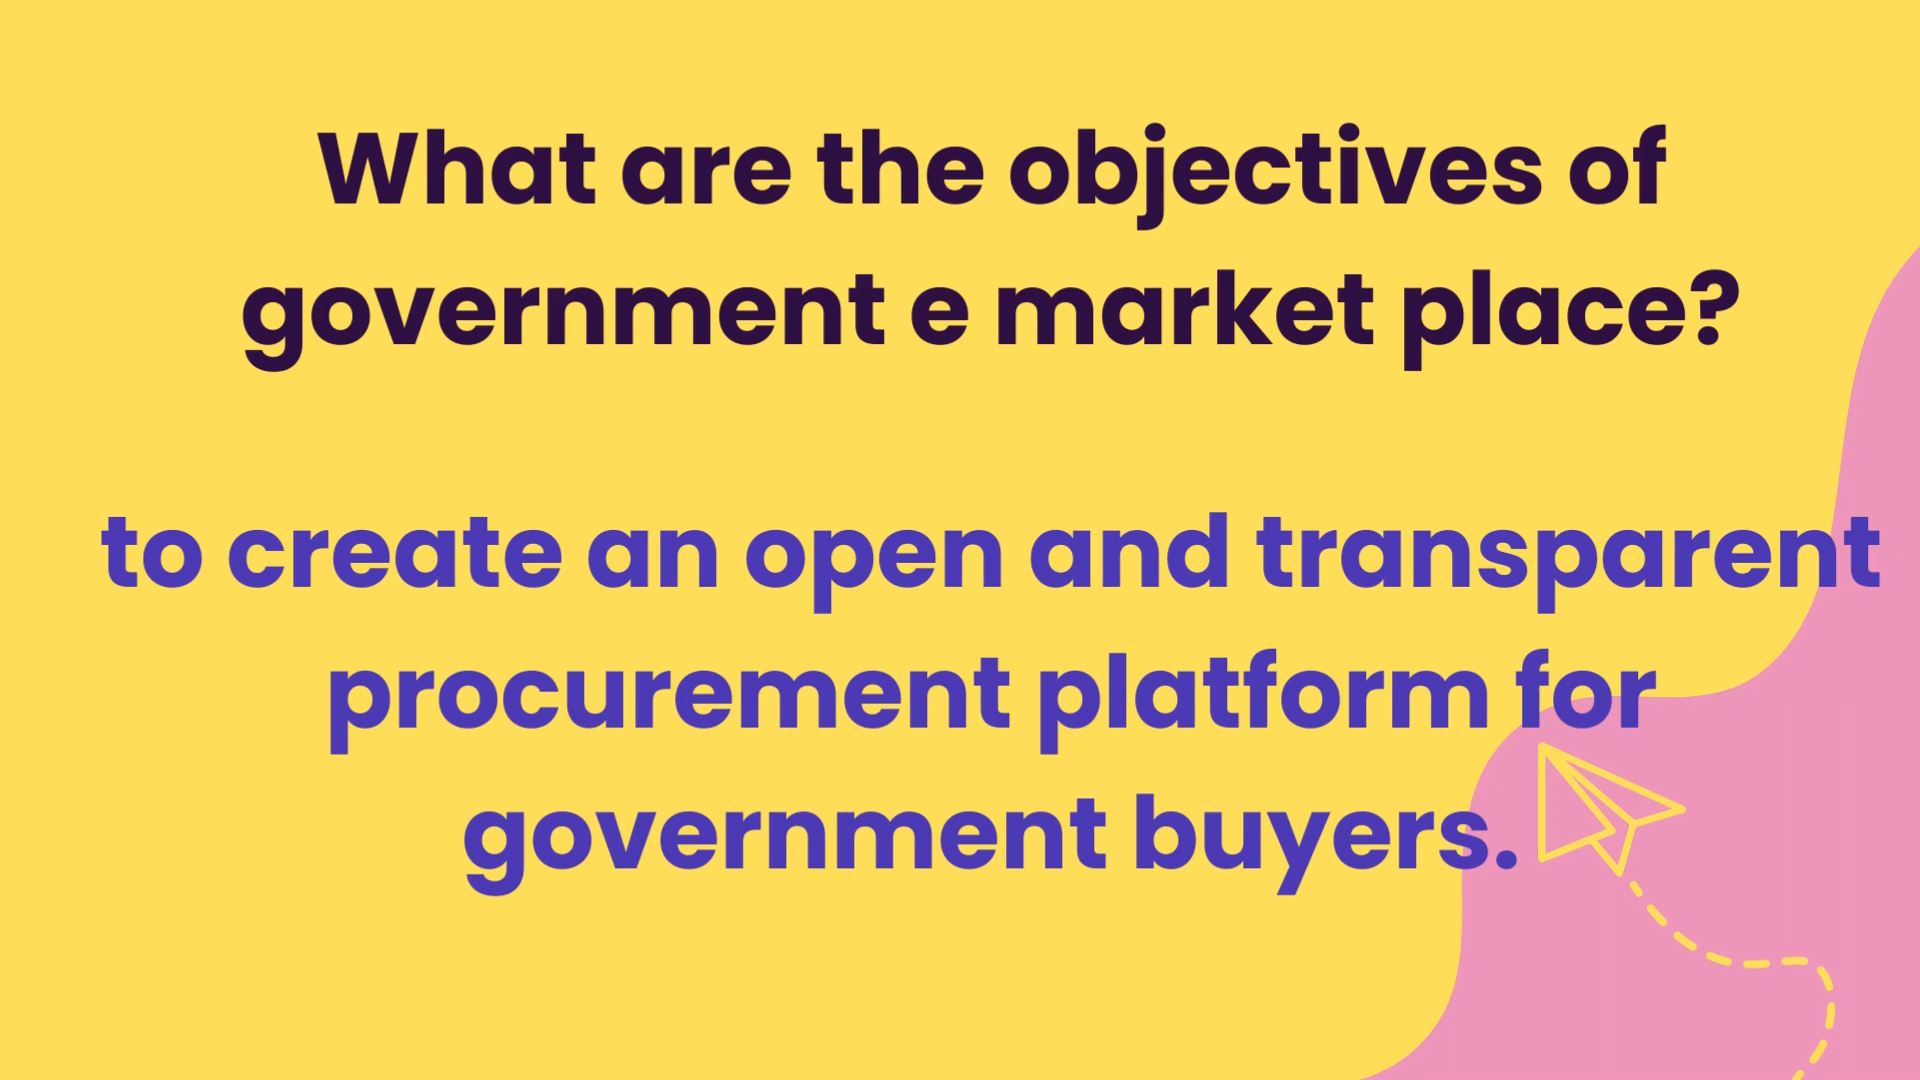 What are the objectives of
government e market place?
to create an open and transparent
procurement platform for
government buyers.